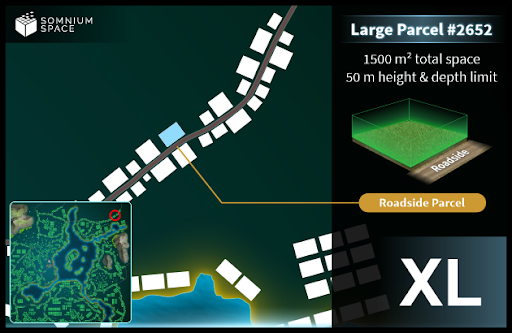 SOMNIUM
SPACE
Large Parcel #2652
1500 m² total space
50 m height & depth limit
Roadside
Roadside Parcel
XL